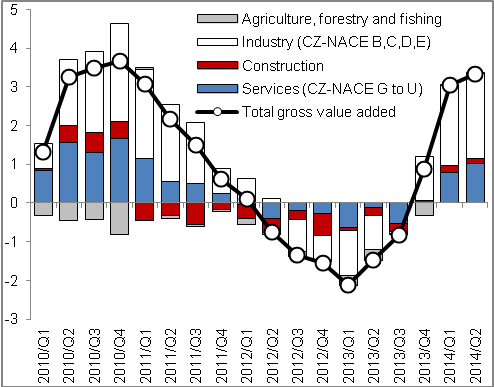 5
4
3
2
1
0
-1
-2
-3
Agriculture, forestry and fishing
Industry (CZ-NACE B,C,D,E)
Construction
Services (CZ-NACE G to U)
Total gross value added
2010/Q1
2010/Q2
2010/Q3
2010/Q4
2011/Q1
2011/Q2
2011/Q3
2011/Q4
2012/Q1
2012/Q2
2012/Q3
2012/Q4
2013/Q1
2013/Q2
2013/Q3
2013/Q4
2014/Q1
2014/Q2